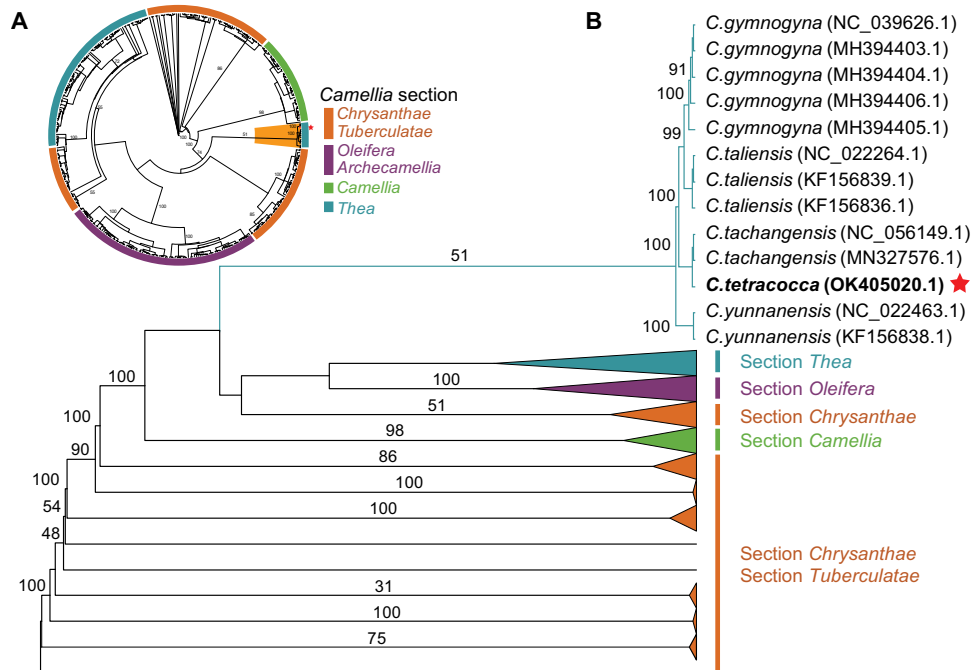 A
Camellia section
Chrysanthae
Tuberculatae
Oleifera
Archecamellia
Camellia
Thea
B
C.gymnogyna (NC_039626.1)
C.gymnogyna (MH394403.1)
91
C.gymnogyna (MH394404.1)
100
C.gymnogyna (MH394406.1)
99
C.gymnogyna (MH394405.1)
C.taliensis (NC_022264.1)
C.taliensis (KF156839.1)
100
C.taliensis (KF156836.1)
C.tachangensis (NC_056149.1)
100
51
C.tachangensis (MN327576.1)
C.tetracocca (OK405020.1)
C.yunnanensis (NC_022463.1)
100
C.yunnanensis (KF156838.1)
Section Thea
100
100
Section Oleifera
51
Section Chrysanthae
100
98
Section Camellia
90
86
100
100
54
100
48
Section Chrysanthae
Section Tuberculatae
100
31
100
75